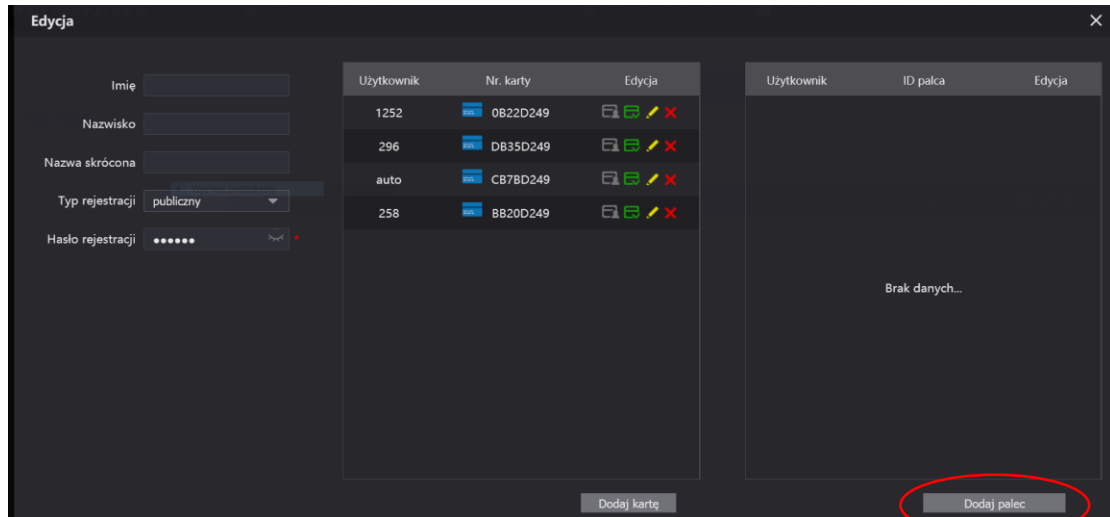 Edycja
Imię
Nazwisko
Nazwa skrócona
Typ rejestracji publiczny
Hasło rejestracji ●●●●●● *
Użytkownik Nr. karty Edycja
1252 0B22D249
296 DB35D249
auto CB7BD249
258 BB20D249
Dodaj kartę
Użytkownik ID palca Edycja
Brak danych...
Dodaj palec